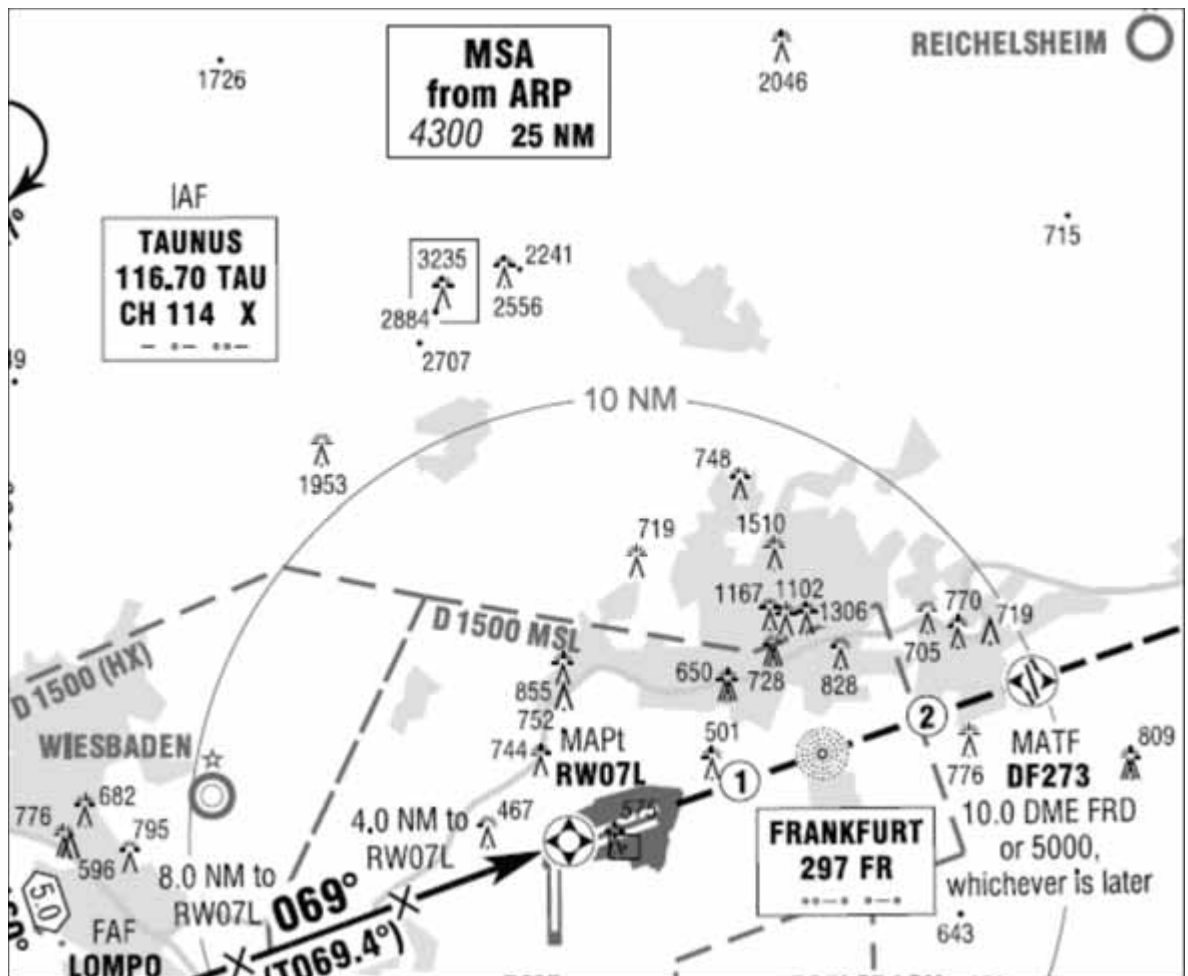 MSA
from ARP
4300 25 NM
2046
REICHELSHEIM
1726
IAF
TAUNUS
116.70 TAU
CH 114 X
715
3235
2241
2556
2884
2707
10 NM
1953
748
1510
719
1167
1102
1306
770
719
705
D 1500 MSL
D 1500 (HX)
650
728
828
855
752
744
MAPt
RW07L
501
1
2
776
MATF
DF273
809
10.0 DME FRD
or 5000,
whichever is later
WIESBADEN
682
776
795
596
467
4.0 NM to
RW07L
575
FRANKFURT
297 FR
643
8.0 NM to
RW07L
069°
(T069.4°)
5.0
FAF
LOMPO